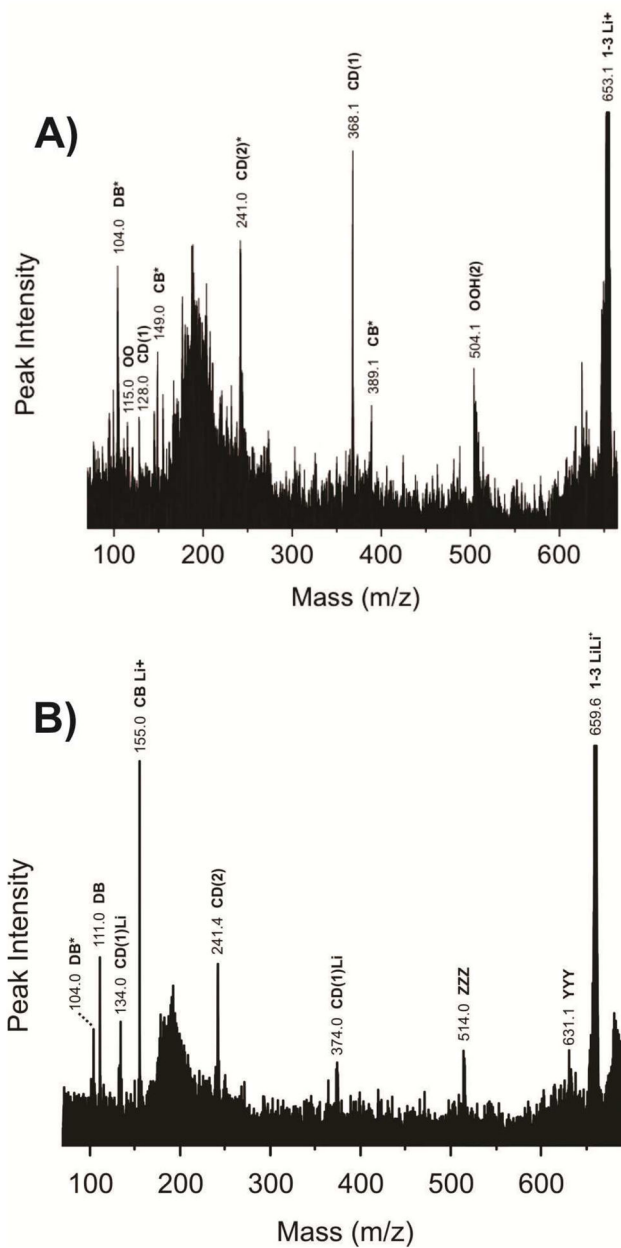 A)
Peak Intensity
104.0 DB*
115.0 OO
128.0 CD(1)
149.0 CB*
241.0 CD(2)*
368.1 CD(1)
389.1 CB*
504.1 OOH(2)
653.1 1-3 Li+
100 200 300 400 500 600
Mass (m/z)
B)
Peak Intensity
104.0 DB*
111.0 DB
134.0 CD(1)Li
155.0 CB Li+
241.4 CD(2)
374.0 CD(1)Li
514.0 ZZZ
631.1 YYY
659.6 1-3 LiLi
100 200 300 400 500 600
Mass (m/z)